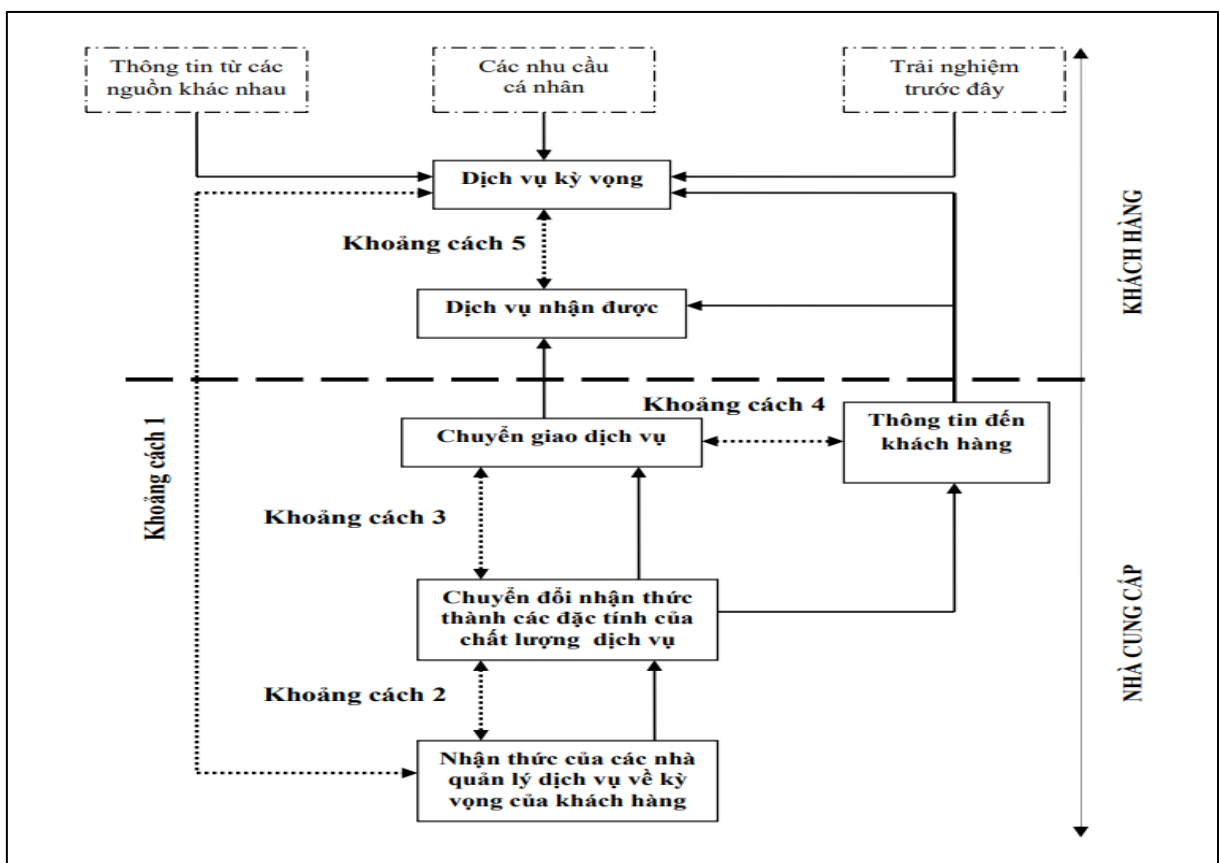 Thông tin từ các
nguồn khác nhau
Các nhu cầu
cá nhân
Trải nghiệm
trước đây
Dịch vụ kỳ vọng
Khoảng cách 5
Dịch vụ nhận được
KHÁCH HÀNG
Khoảng cách 4
Khoảng cách 1
Chuyển giao dịch vụ
Thông tin đến
khách hàng
Khoảng cách 3
Chuyển đổi nhận thức
thành các đặc tính của
chất lượng dịch vụ
NHÀ CUNG CẤP
Khoảng cách 2
Nhận thức của các nhà
quản lý dịch vụ về kỳ
vọng của khách hàng